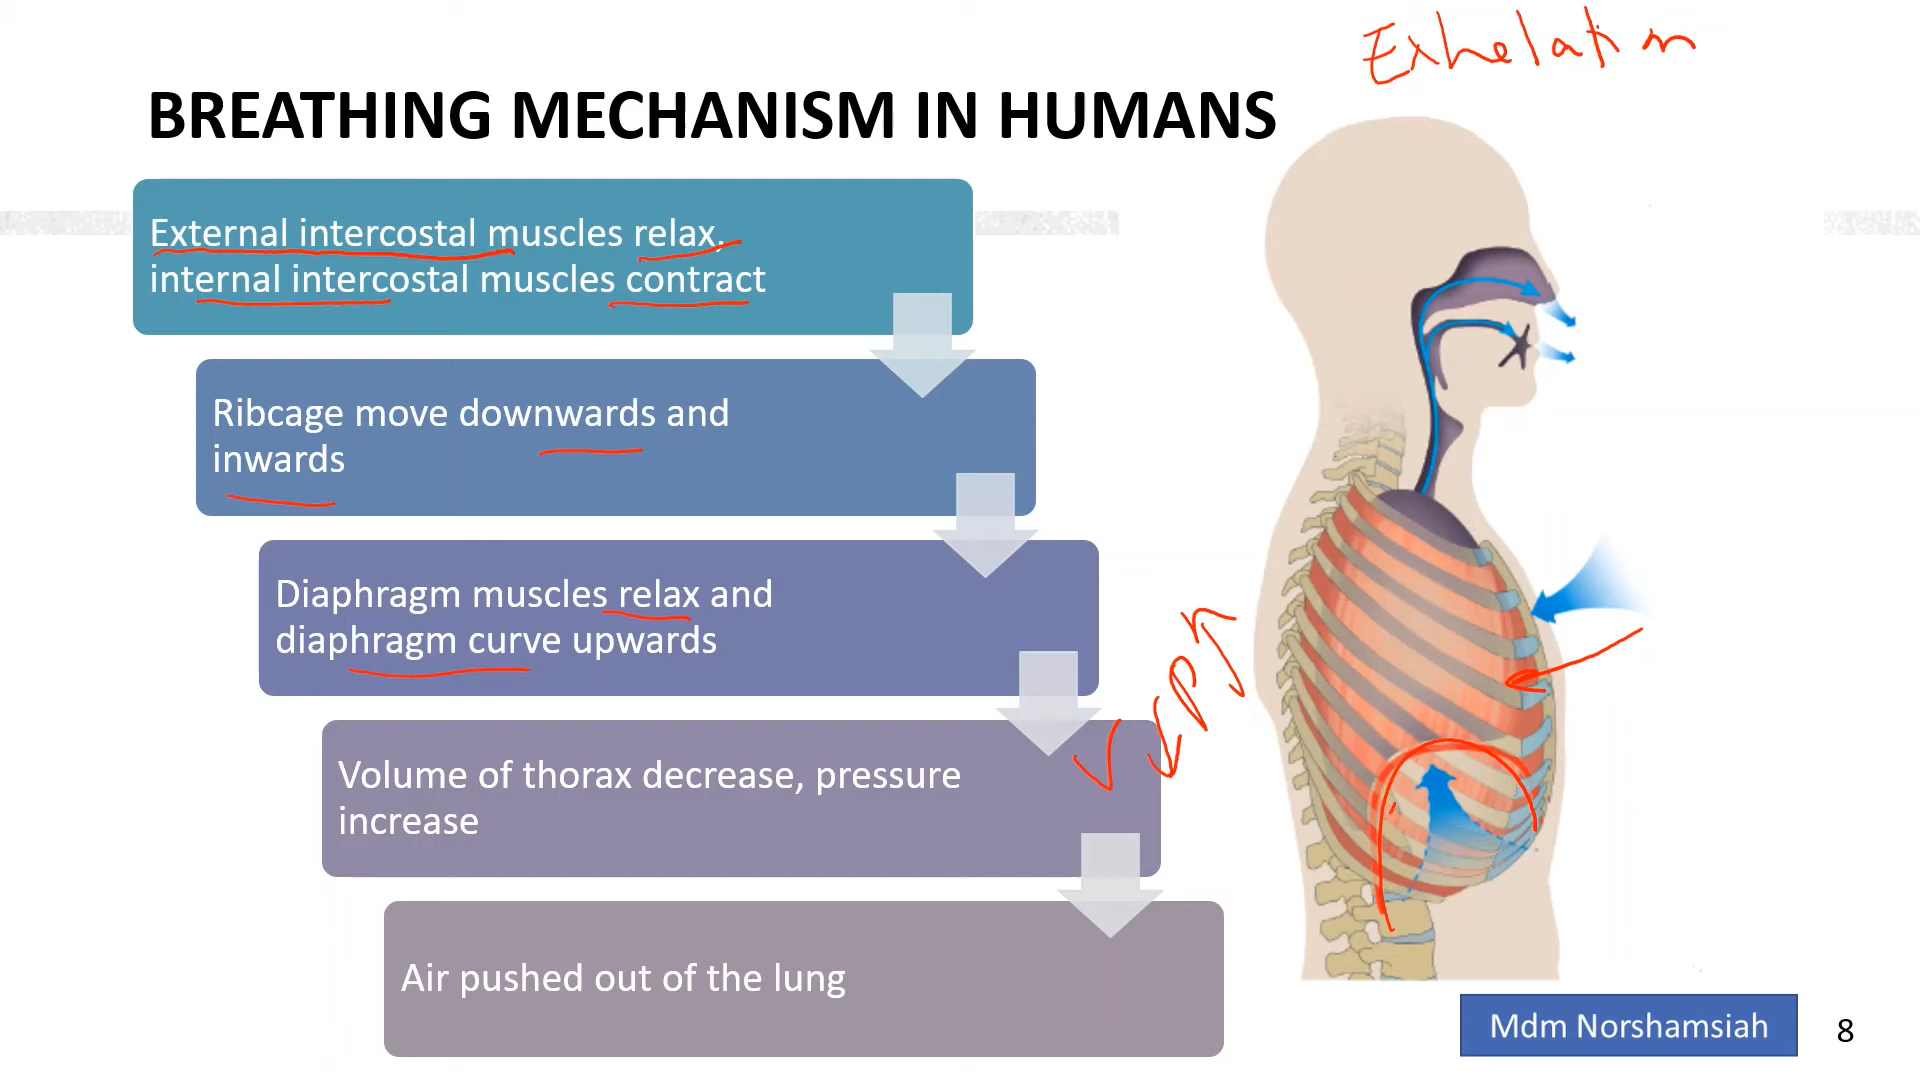 Exhelation
BREATHING MECHANISM IN HUMANS
External intercostal muscles relax,
internal intercostal muscles contract
Ribcage move downwards and
inwards
Diaphragm muscles relax and
diaphragm curve upwards
V↓ P↑
Volume of thorax decrease, pressure
increase
Air pushed out of the lung
Mdm Norshamsiah
8